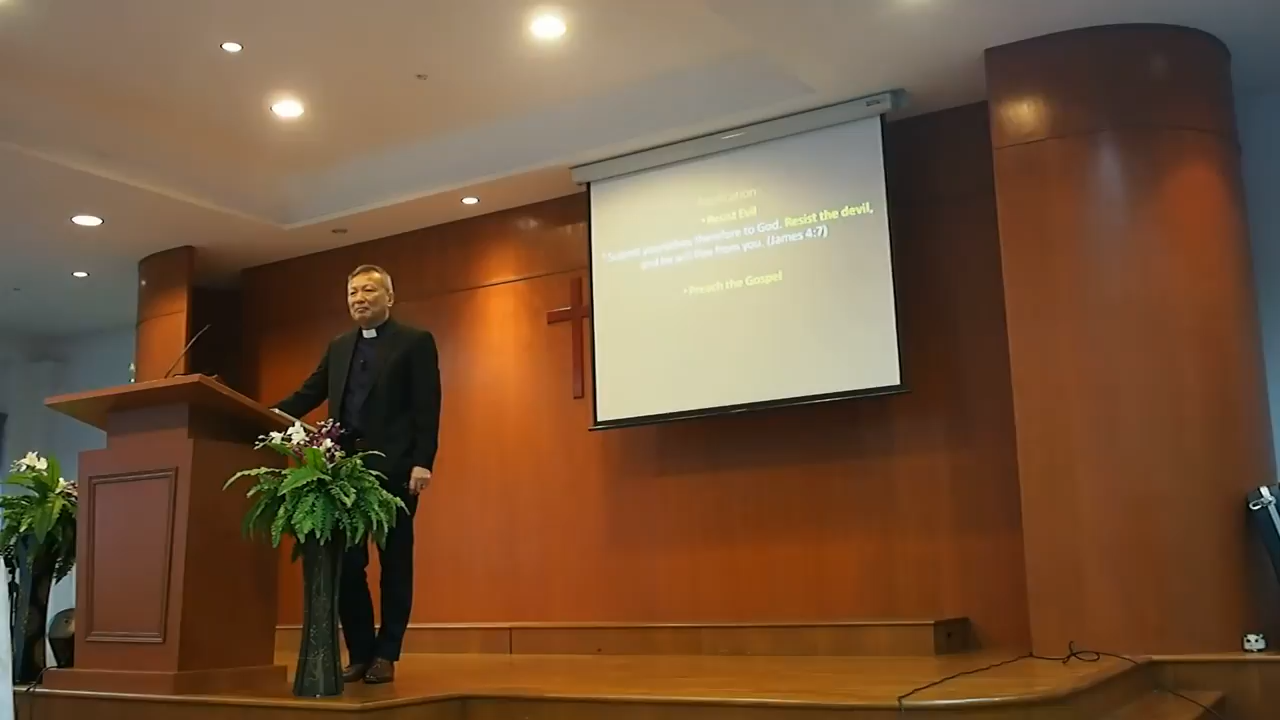 Application
• Resist Evil
• Submit yourselves therefore to God. Resist the devil,
and he will flee from you. (James 4:7)
• Preach the Gospel